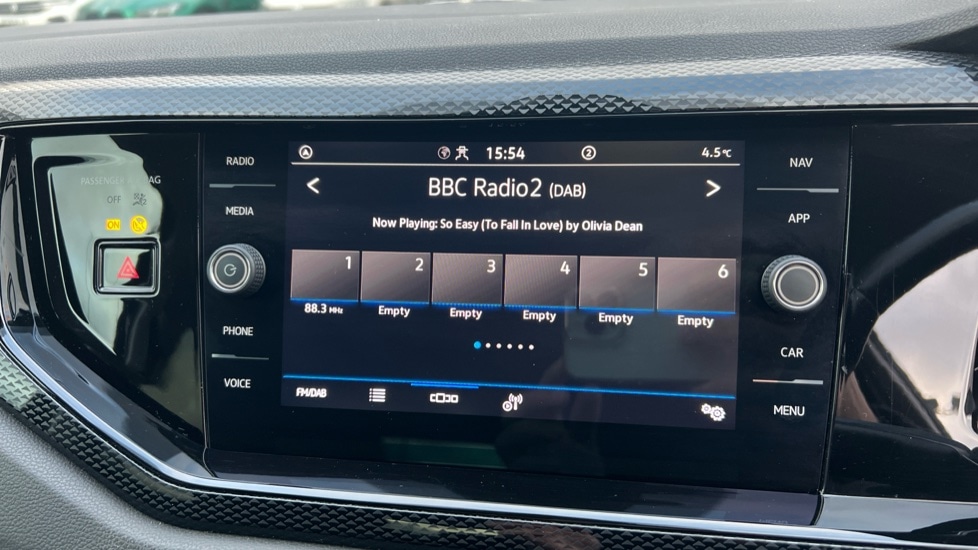 PASSENGER AIRBAG
OFF
ON
RADIO
MEDIA
PHONE
VOICE
15:54 2 4.5°C
< BBC Radio2 (DAB) >
Now Playing: So Easy (To Fall In Love) by Olivia Dean
1 2 3 4 5 6
88.3 MHz Empty Empty Empty Empty Empty
FM/DAB
NAV
APP
CAR
MENU